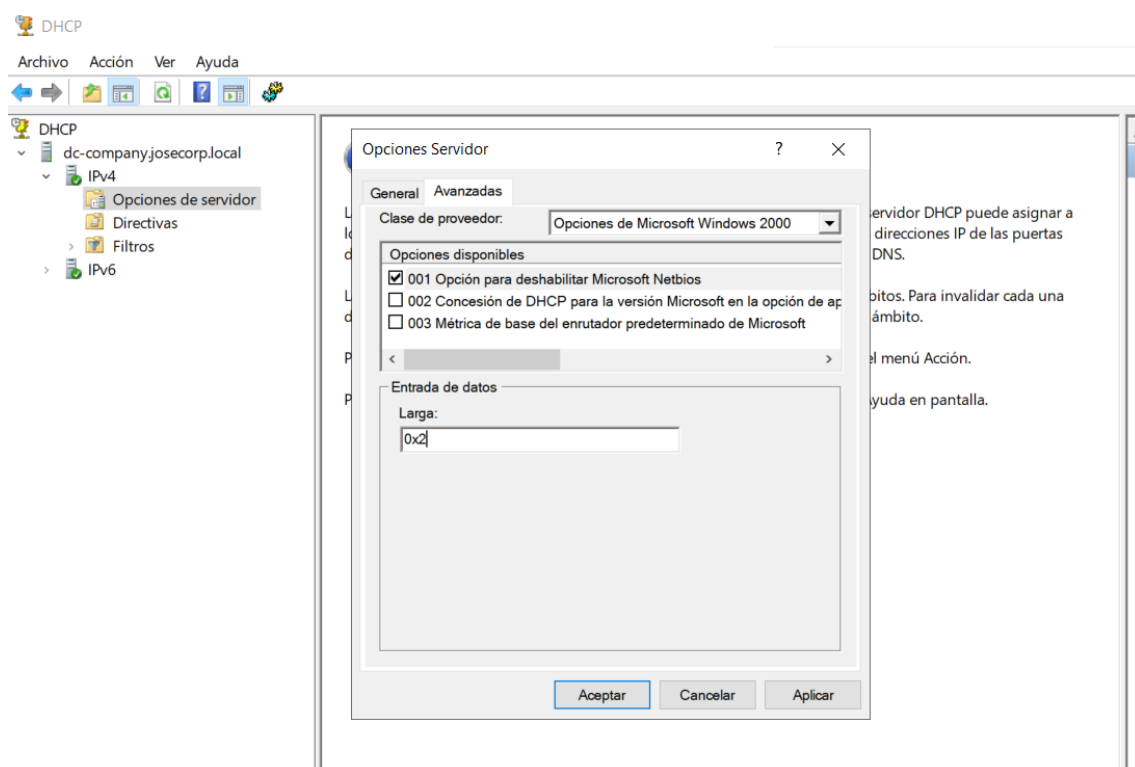 DHCP
Archivo Acción Ver Ayuda
DHCP
dc-company.josecorp.local
IPv4
Opciones de servidor
Directivas
Filtros
IPv6
Opciones Servidor
General Avanzadas
Clase de proveedor: Opciones de Microsoft Windows 2000
Opciones disponibles
001 Opción para deshabilitar Microsoft Netbios
002 Concesión de DHCP para la versión Microsoft en la opción de ap
003 Métrica de base del enrutador predeterminado de Microsoft
Entrada de datos
Larga:
0x2
Aceptar Cancelar Aplicar
servidor DHCP puede asignar a
direcciones IP de las puertas
DNS.
bitos. Para invalidar cada una
ámbito.
el menú Acción.
yuda en pantalla.